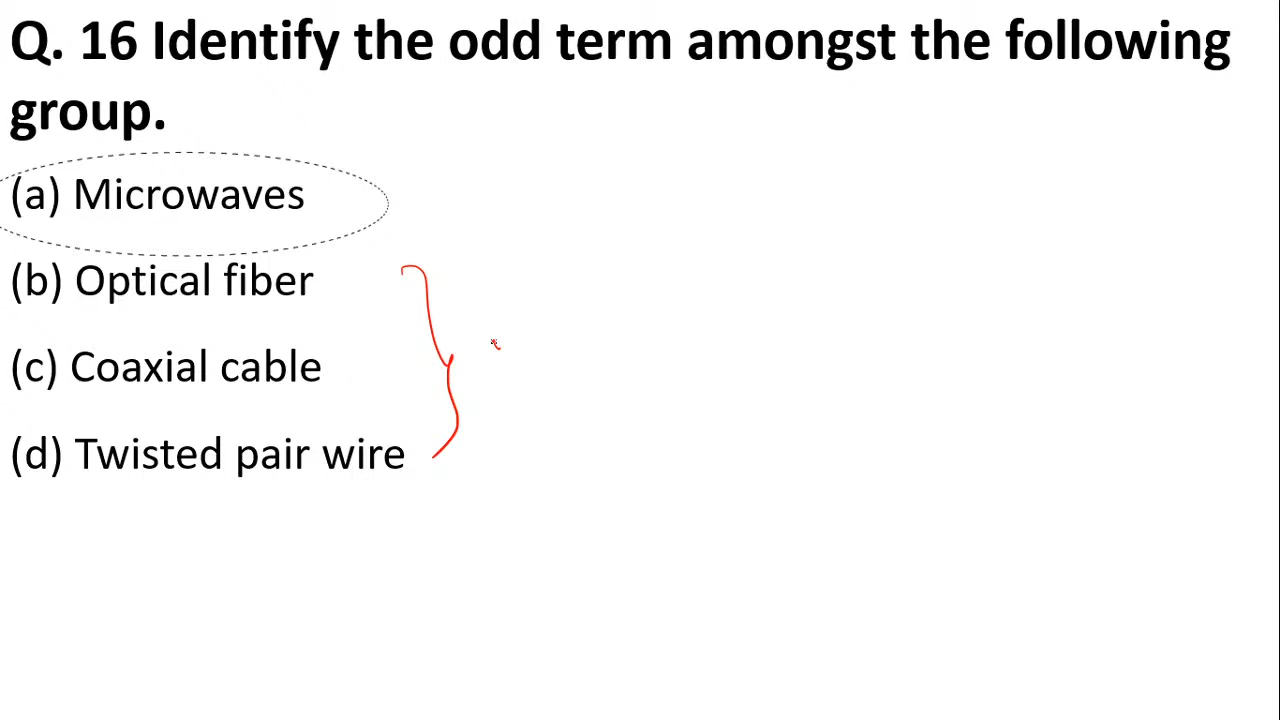 Q. 16 Identify the odd term amongst the following
group.
(a) Microwaves
(b) Optical fiber
(c) Coaxial cable
(d) Twisted pair wire